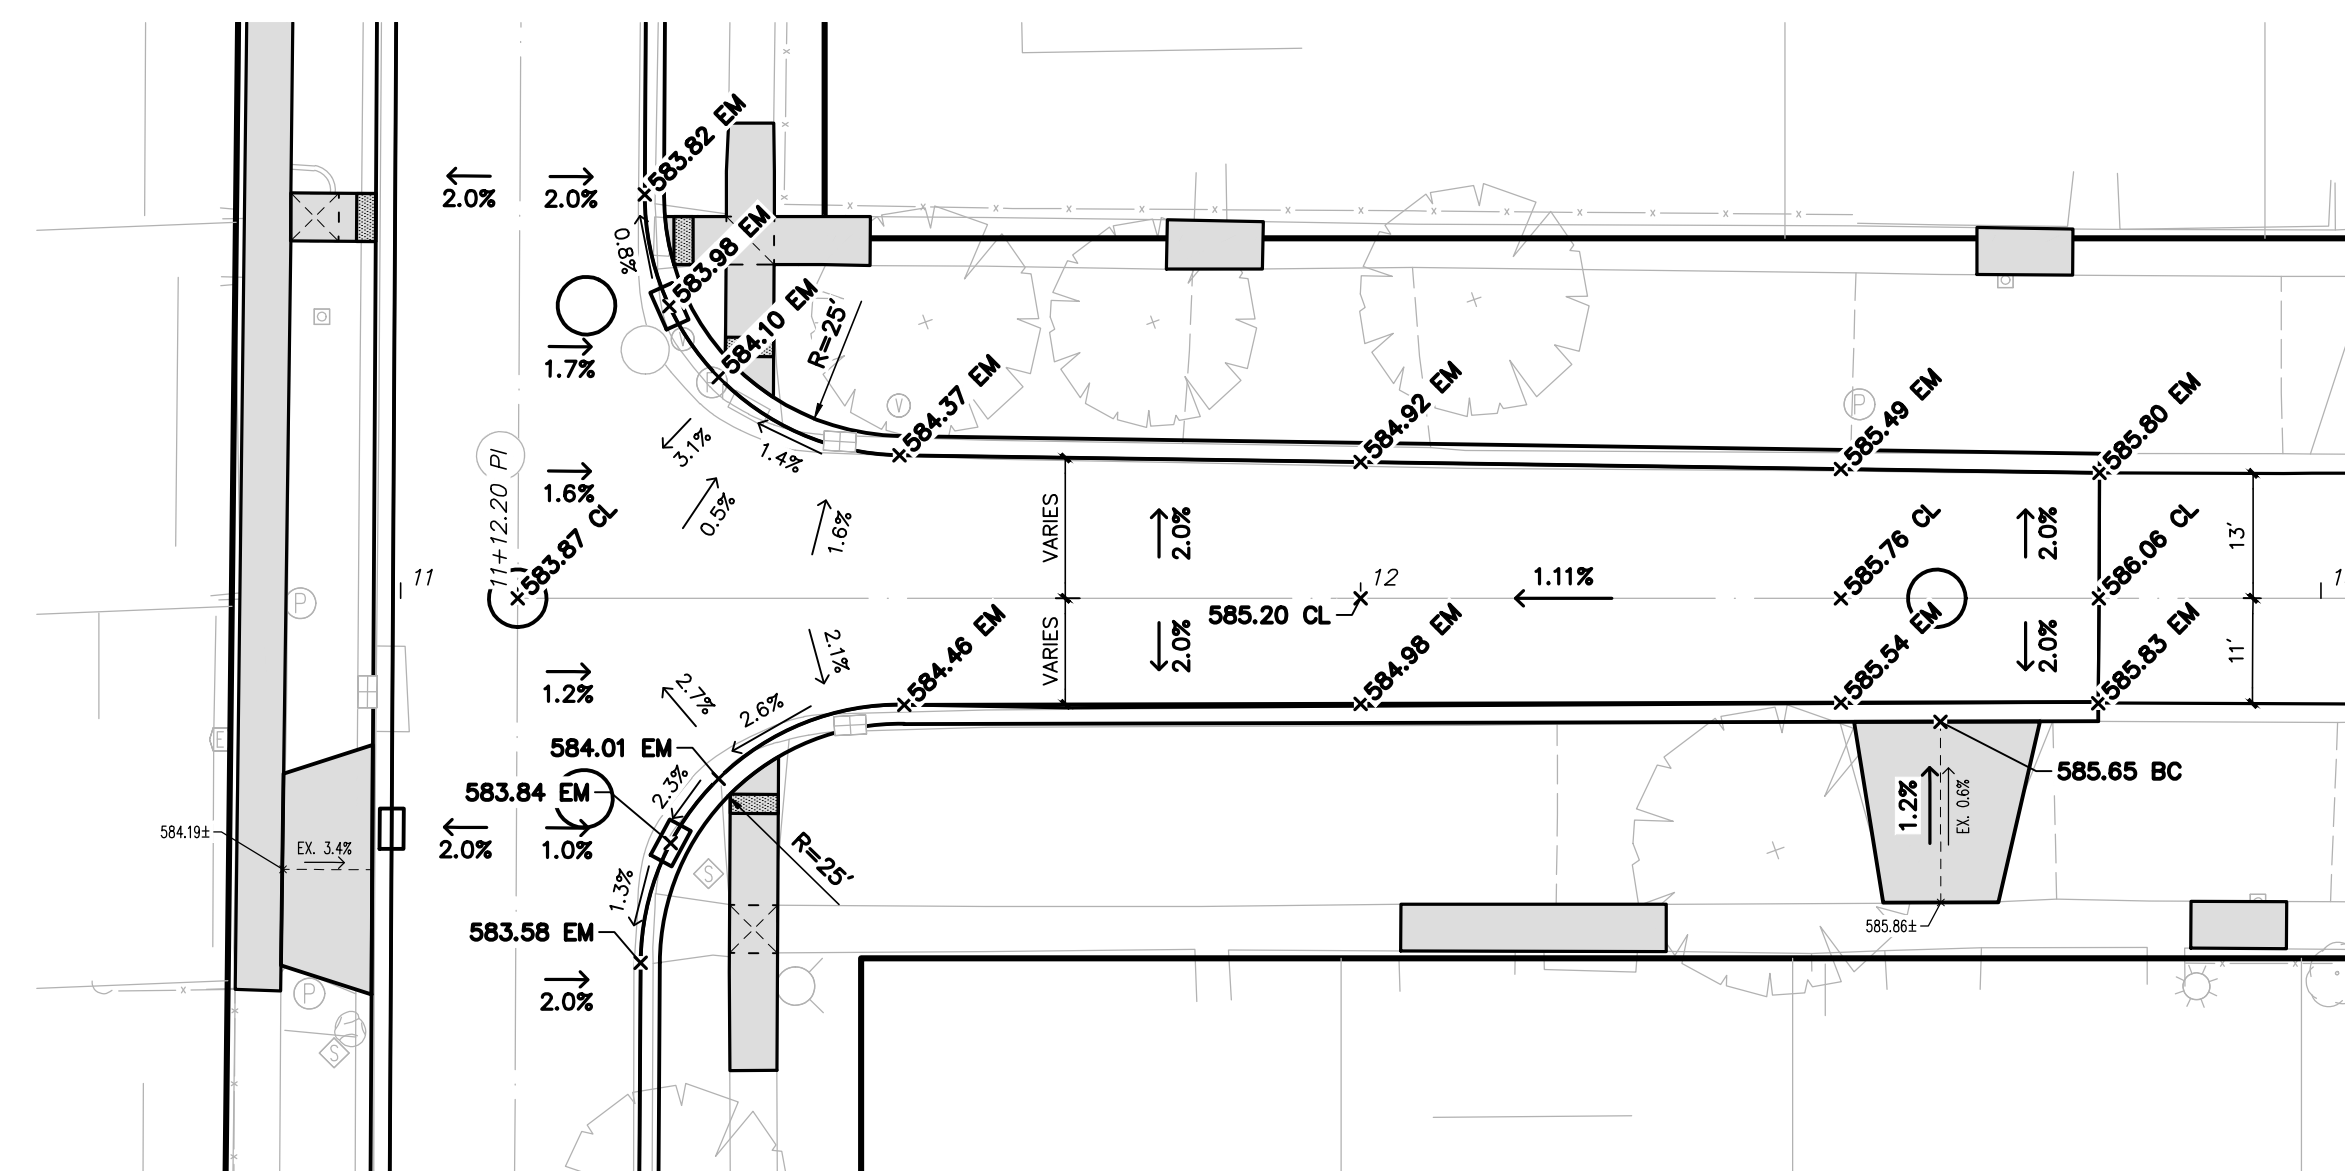 583.82 EM
2.0%
2.0%
583.98 EM
0.8%
584.10 EM
R=25'
1.7%
V
V
P
584.37 EM
584.92 EM
585.49 EM
585.80 EM
P
3.1%
1.4%
1.6%
11+12.20 PI
583.87 CL
0.5%
1.6%
VARIES
2.0%
585.76 CL
2.0%
586.06 CL
13'
11
P
12
1.11%
1
585.20 CL
584.46 EM
584.98 EM
585.54 EM
585.83 EM
2.1%
VARIES
2.0%
2.0%
11'
1.2%
2.7%
2.6%
E
584.01 EM
585.65 BC
583.84 EM
2.3%
1.2%
EX. 0.6%
584.19±
EX. 3.4%
2.0%
1.0%
R=25'
S
1.3%
585.86±
583.58 EM
2.0%
P
S